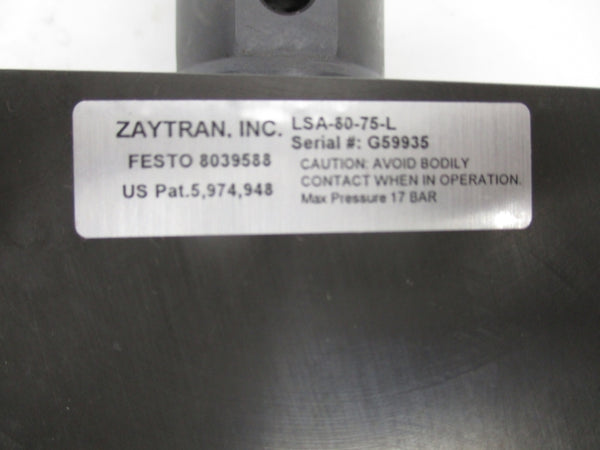 ZAYTRAN, INC.
FESTO 8039588
US Pat.5,974,948
LSA-80-75-L
Serial #: G59935
CAUTION: AVOID BODILY
CONTACT WHEN IN OPERATION.
Max Pressure 17 BAR